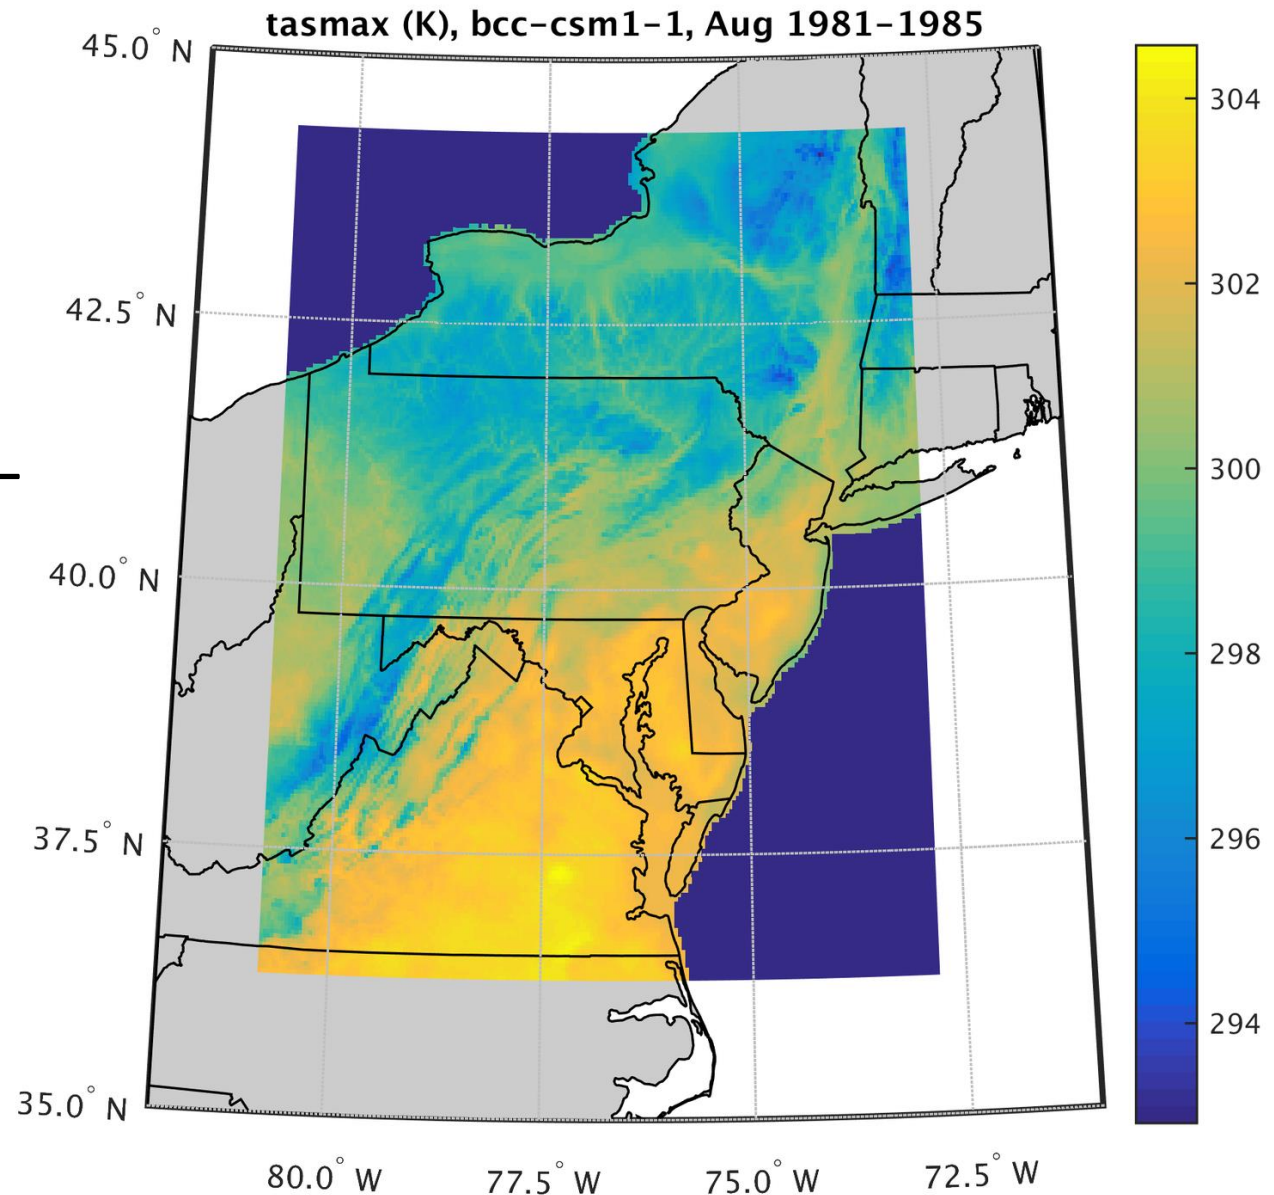 tasmax (K), bcc-csm1-1, Aug 1981-1985
45.0° N
42.5° N
40.0° N
37.5° N
35.0° N
80.0° W
77.5° W
75.0° W
72.5° W
304
302
300
298
296
294